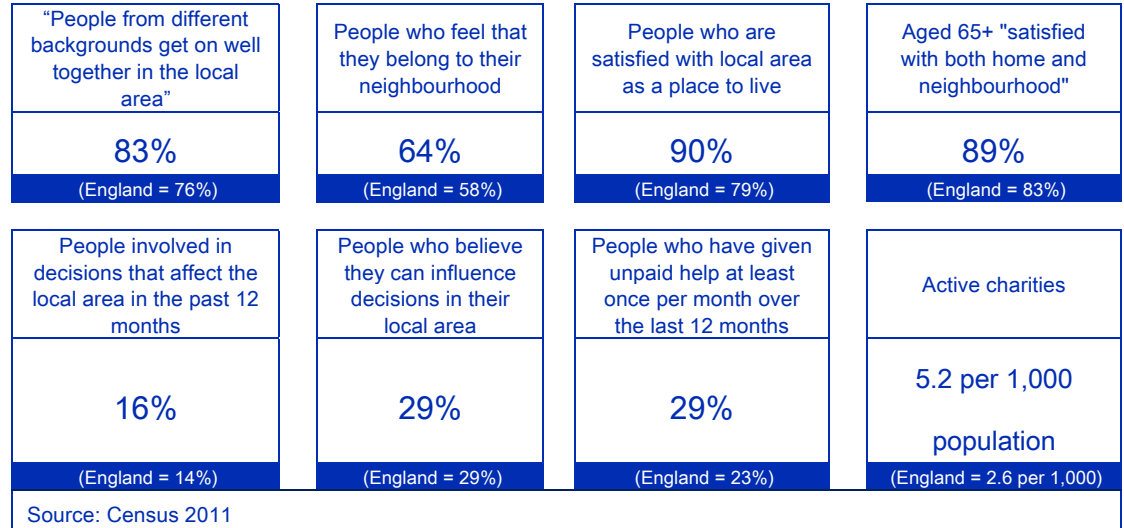 “People from different
backgrounds get on well
together in the local
area”
83%
(England = 76%)
People who feel that
they belong to their
neighbourhood
64%
(England = 58%)
People who are
satisfied with local area
as a place to live
90%
(England = 79%)
Aged 65+ "satisfied
with both home and
neighbourhood"
89%
(England = 83%)
People involved in
decisions that affect the
local area in the past 12
months
16%
(England = 14%)
People who believe
they can influence
decisions in their
local area
29%
(England = 29%)
People who have given
unpaid help at least
once per month over
the last 12 months
29%
(England = 23%)
Active charities
5.2 per 1,000
population
(England = 2.6 per 1,000)
Source: Census 2011